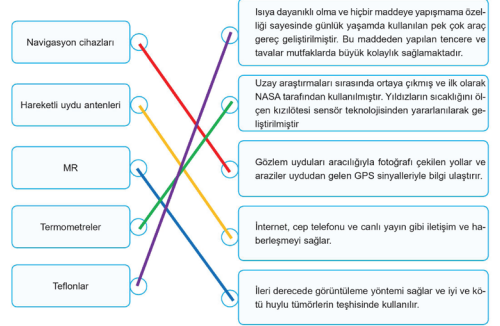 Navigasyon cihazları
Hareketli uydu antenleri
MR
Termometreler
Teflonlar
Isıya dayanıklı olma ve hiçbir maddeye yapışmama özel-
liği sayesinde günlük yaşamda kullanılan pek çok araç
gereç geliştirilmiştir. Bu maddeden yapılan tencere ve
tavalar mutfaklarda büyük kolaylık sağlamaktadır.
Uzay araştırmaları sırasında ortaya çıkmış ve ilk olarak
NASA tarafından kullanılmıştır. Yıldızların sıcaklığını öl-
çen kızılötesi sensör teknolojisinden yararlanılarak ge-
liştirilmiştir
Gözlem uyduları aracılığıyla fotoğrafı çekilen yollar ve
araziler uydudan gelen GPS sinyalleriyle bilgi ulaştırır.
İnternet, cep telefonu ve canlı yayın gibi iletişim ve ha-
berleşmeyi sağlar.
İleri derecede görüntüleme yöntemi sağlar ve iyi ve kö-
tü huylu tümörlerin teşhisinde kullanılır.